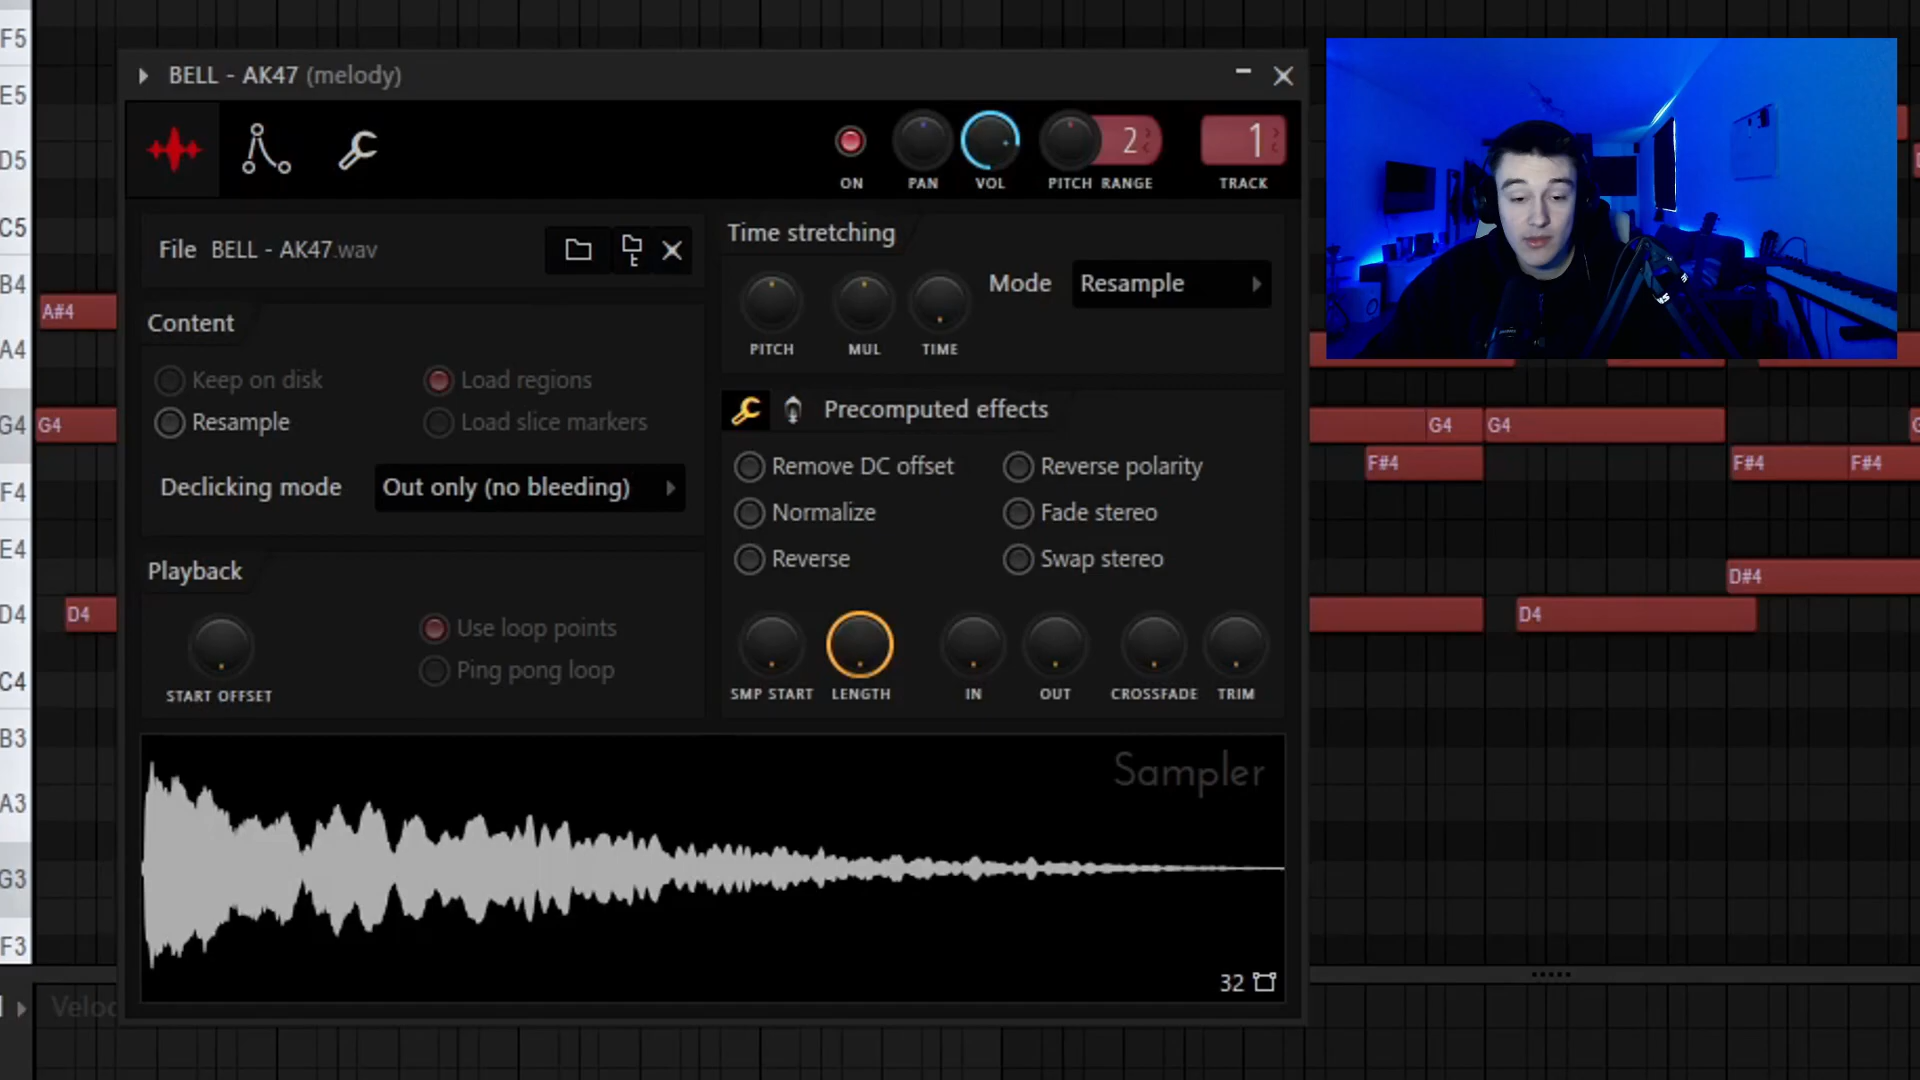 F5
E5
D5
C5
B4
A4
G4
F4
E4
D4
C4
B3
A3
G3
F3
A#4
G4
D4
BELL - AK47 (melody)
ON
PAN
VOL
PITCH
RANGE
2
TRACK
1
File BELL - AK47.wav
Content
Keep on disk
Load regions
Resample
Load slice markers
Declicking mode
Out only (no bleeding)
Playback
START OFFSET
Use loop points
Ping pong loop
Time stretching
PITCH
MUL
TIME
Mode
Resample
Precomputed effects
Remove DC offset
Reverse polarity
Normalize
Fade stereo
Reverse
Swap stereo
SMP START
LENGTH
IN
OUT
CROSSFADE
TRIM
Sampler
32
G4
G4
F#4
F#4
F#4
D#4
D4